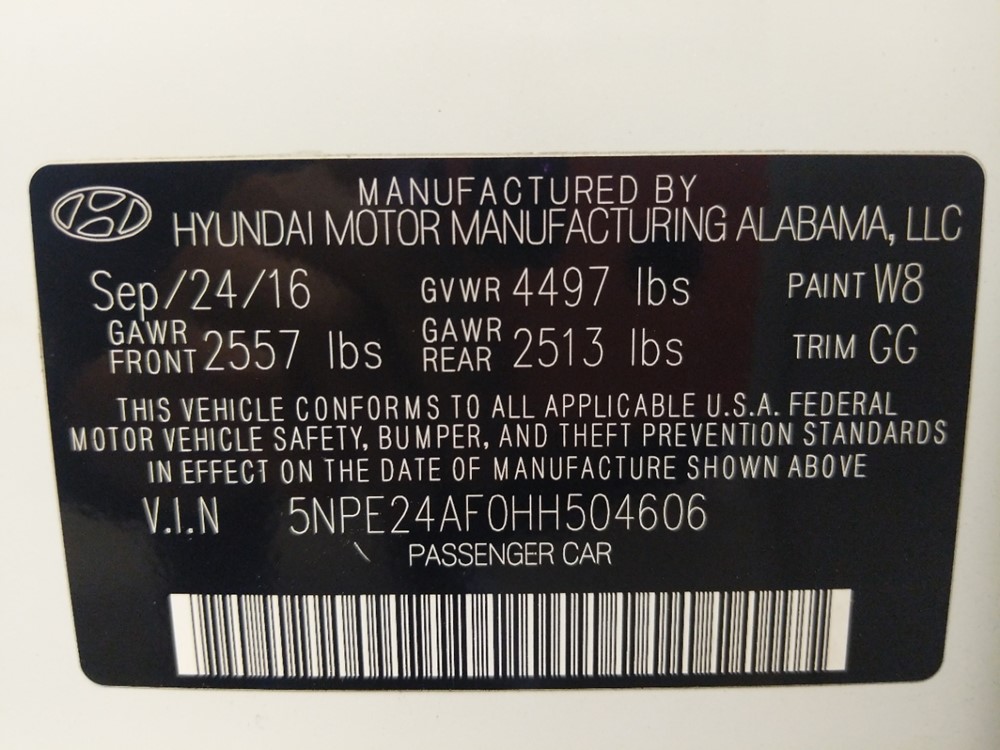 MANUFACTURED BY
HYUNDAI MOTOR MANUFACTURING ALABAMA, LLC
Sep/24/16 GVWR 4497 lbs PAINT W8
GAWR FRONT 2557 lbs GAWR REAR 2513 lbs TRIM GG
THIS VEHICLE CONFORMS TO ALL APPLICABLE U.S.A. FEDERAL
MOTOR VEHICLE SAFETY, BUMPER, AND THEFT PREVENTION STANDARDS
IN EFFECT ON THE DATE OF MANUFACTURE SHOWN ABOVE
V.I.N 5NPE24AF0HH504606
PASSENGER CAR